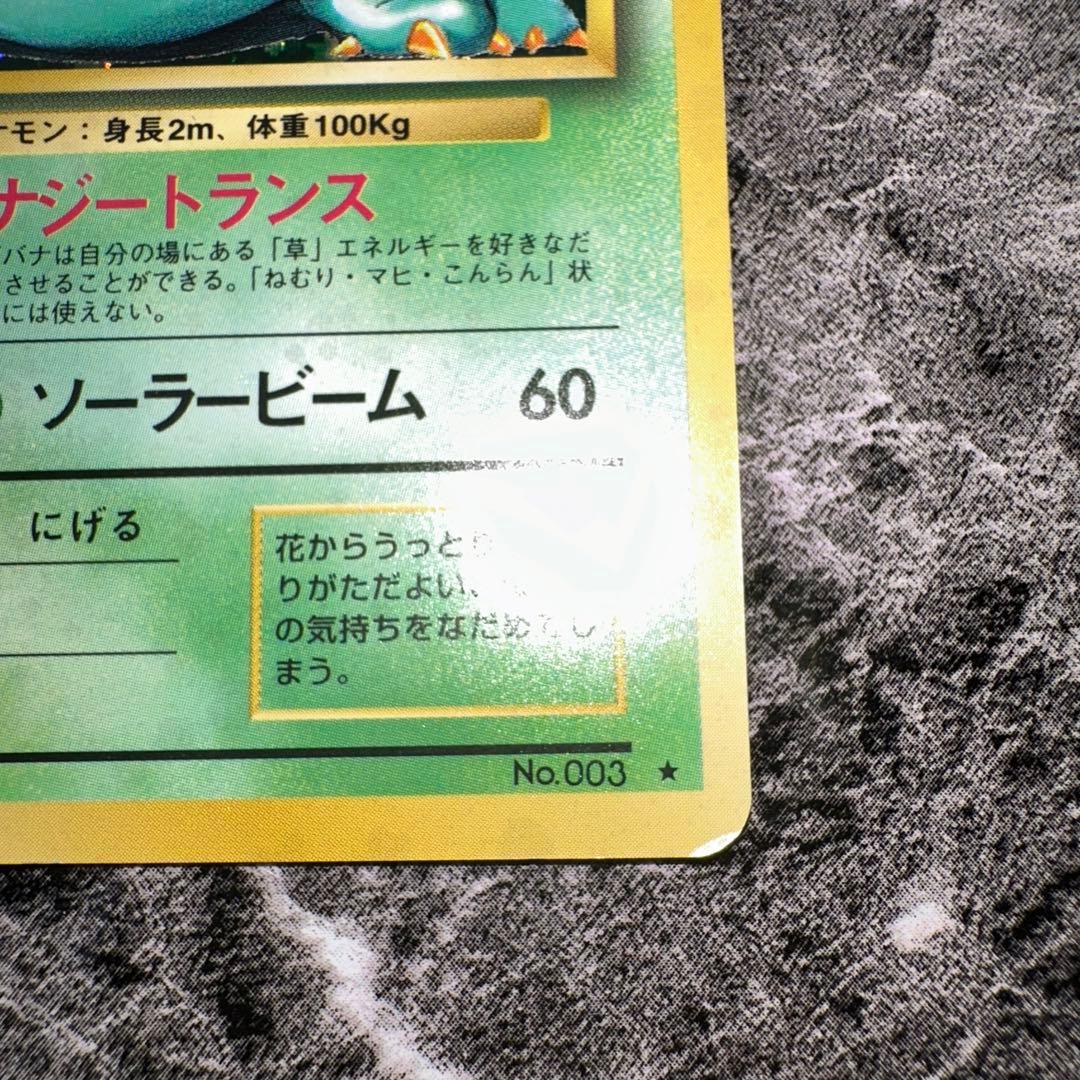 モン：身長2m、体重100Kg
ナジートランス
バナは自分の場にある「草」エネルギーを好きなだ
させることができる。「ねむり・マヒ・こんらん」状
には使えない。
ソーラービーム 60
にげる
花からうっとり
りがただよい、
の気持ちをなだめてし
まう。
No.003 ★